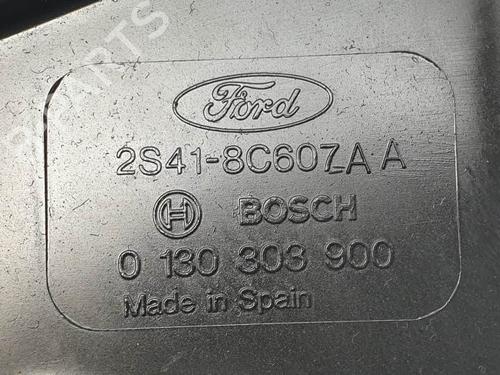 Ford
2S41-8C607AA
BOSCH
0 130 303 900
Made in Spain
PARTS